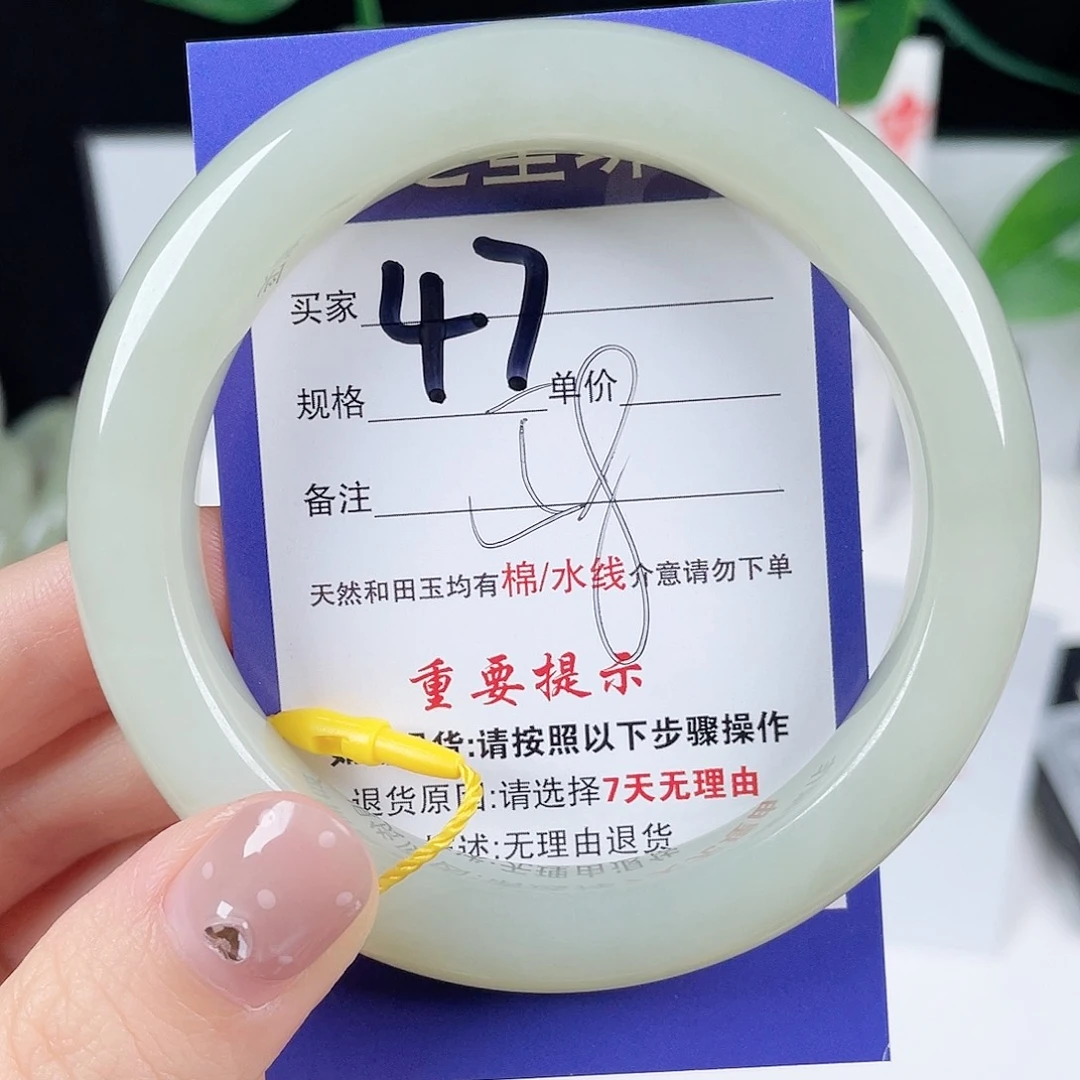 买家 47
规格 单价
备注
天然和田玉均有棉/水线介意请勿下单
重要提示
货:请按照以下步骤操作
退货原因:请选择7天无理由
述:无理由退货